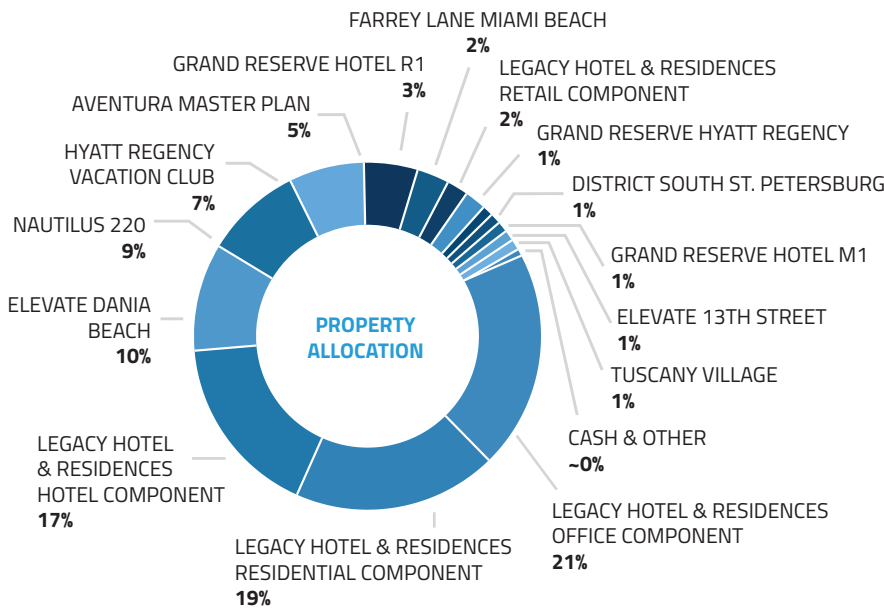 FARREY LANE MIAMI BEACH
2%
GRAND RESERVE HOTEL R1
3%
LEGACY HOTEL & RESIDENCES
RETAIL COMPONENT
2%
AVENTURA MASTER PLAN
5%
GRAND RESERVE HYATT REGENCY
1%
HYATT REGENCY
VACATION CLUB
7%
DISTRICT SOUTH ST. PETERSBURG
1%
NAUTILUS 220
9%
GRAND RESERVE HOTEL M1
1%
ELEVATE DANIA
BEACH
10%
PROPERTY
ALLOCATION
ELEVATE 13TH STREET
1%
TUSCANY VILLAGE
1%
CASH & OTHER
~0%
LEGACY HOTEL
& RESIDENCES
HOTEL COMPONENT
17%
LEGACY HOTEL & RESIDENCES
OFFICE COMPONENT
21%
LEGACY HOTEL & RESIDENCES
RESIDENTIAL COMPONENT
19%